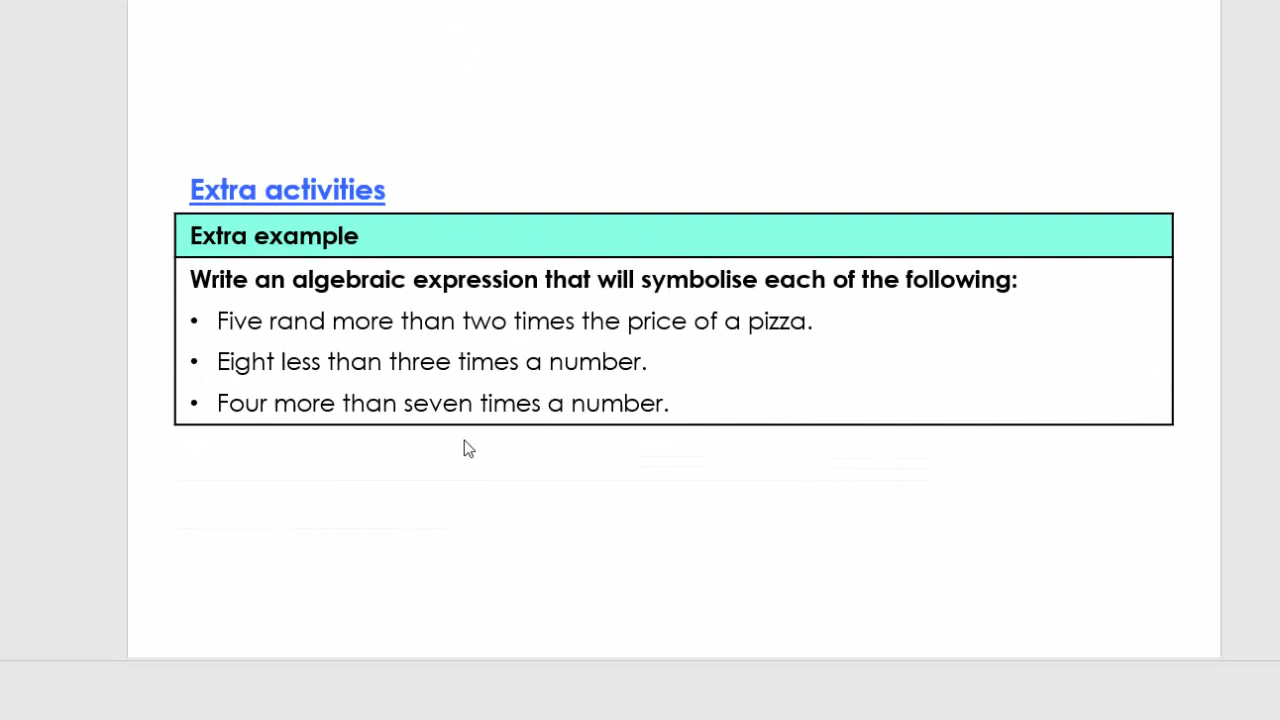 Extra activities
Extra example
Write an algebraic expression that will symbolise each of the following:
• Five rand more than two times the price of a pizza.
• Eight less than three times a number.
• Four more than seven times a number.